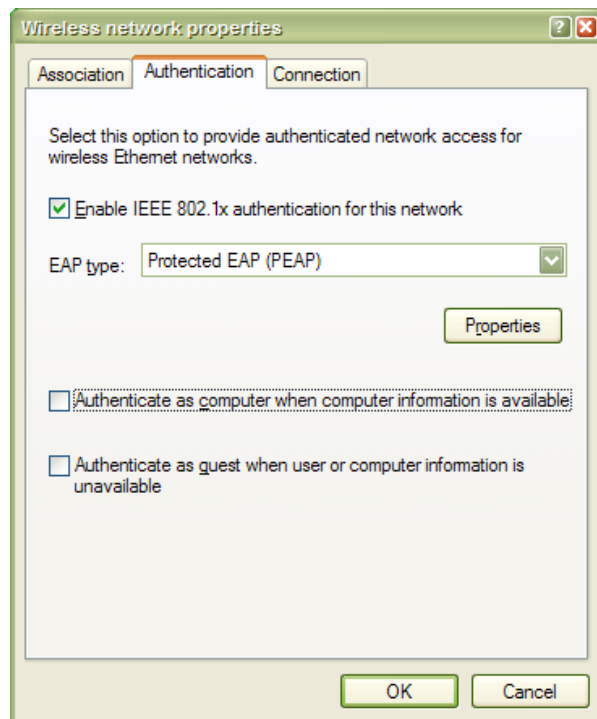 Wireless network properties
Association Authentication Connection
Select this option to provide authenticated network access for
wireless Ethernet networks.
Enable IEEE 802.1x authentication for this network
EAP type: Protected EAP (PEAP)
Properties
Authenticate as computer when computer information is available
Authenticate as guest when user or computer information is
unavailable
OK Cancel